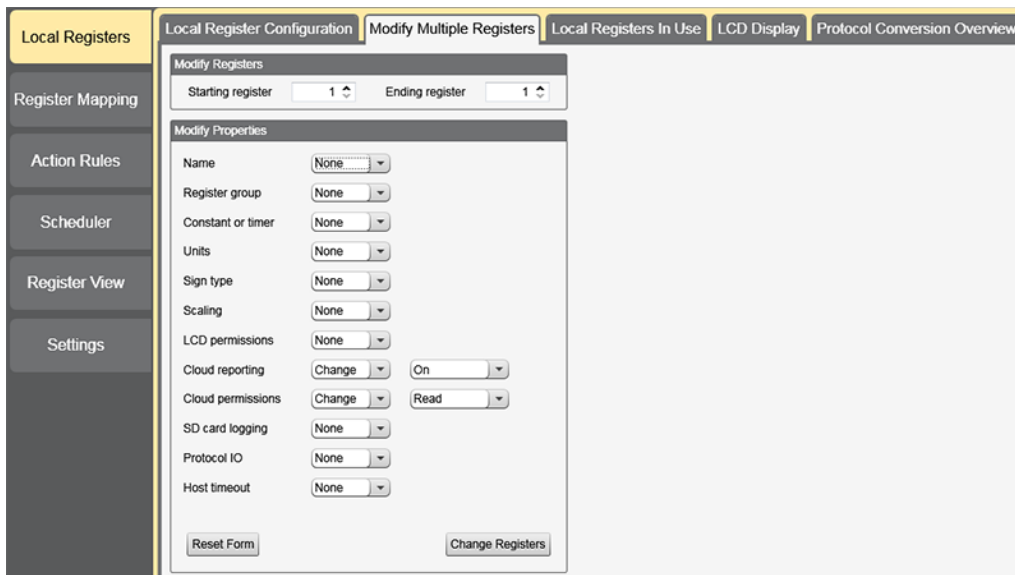 Local Registers
Register Mapping
Action Rules
Scheduler
Register View
Settings
Local Register Configuration Modify Multiple Registers Local Registers In Use LCD Display Protocol Conversion Overview
Modify Registers
Starting register 1 Ending register 1
Modify Properties
Name None
Register group None
Constant or timer None
Units None
Sign type None
Scaling None
LCD permissions None
Cloud reporting Change On
Cloud permissions Change Read
SD card logging None
Protocol IO None
Host timeout None
Reset Form Change Registers